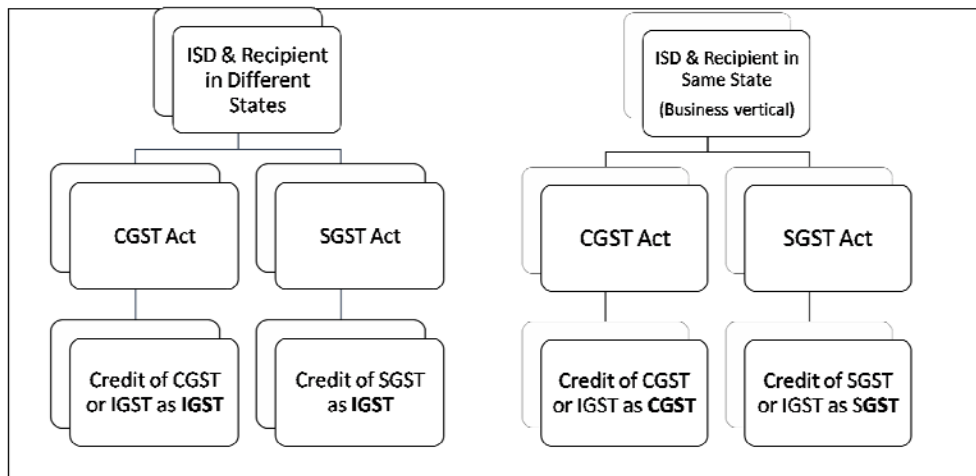 ISD & Recipient
in Different
States
CGST Act
SGST Act
Credit of CGST
or IGST as IGST
Credit of SGST
as IGST
ISD & Recipient in
Same State
(Business vertical)
CGST Act
SGST Act
Credit of CGST
or IGST as CGST
Credit of SGST
or IGST as SGST